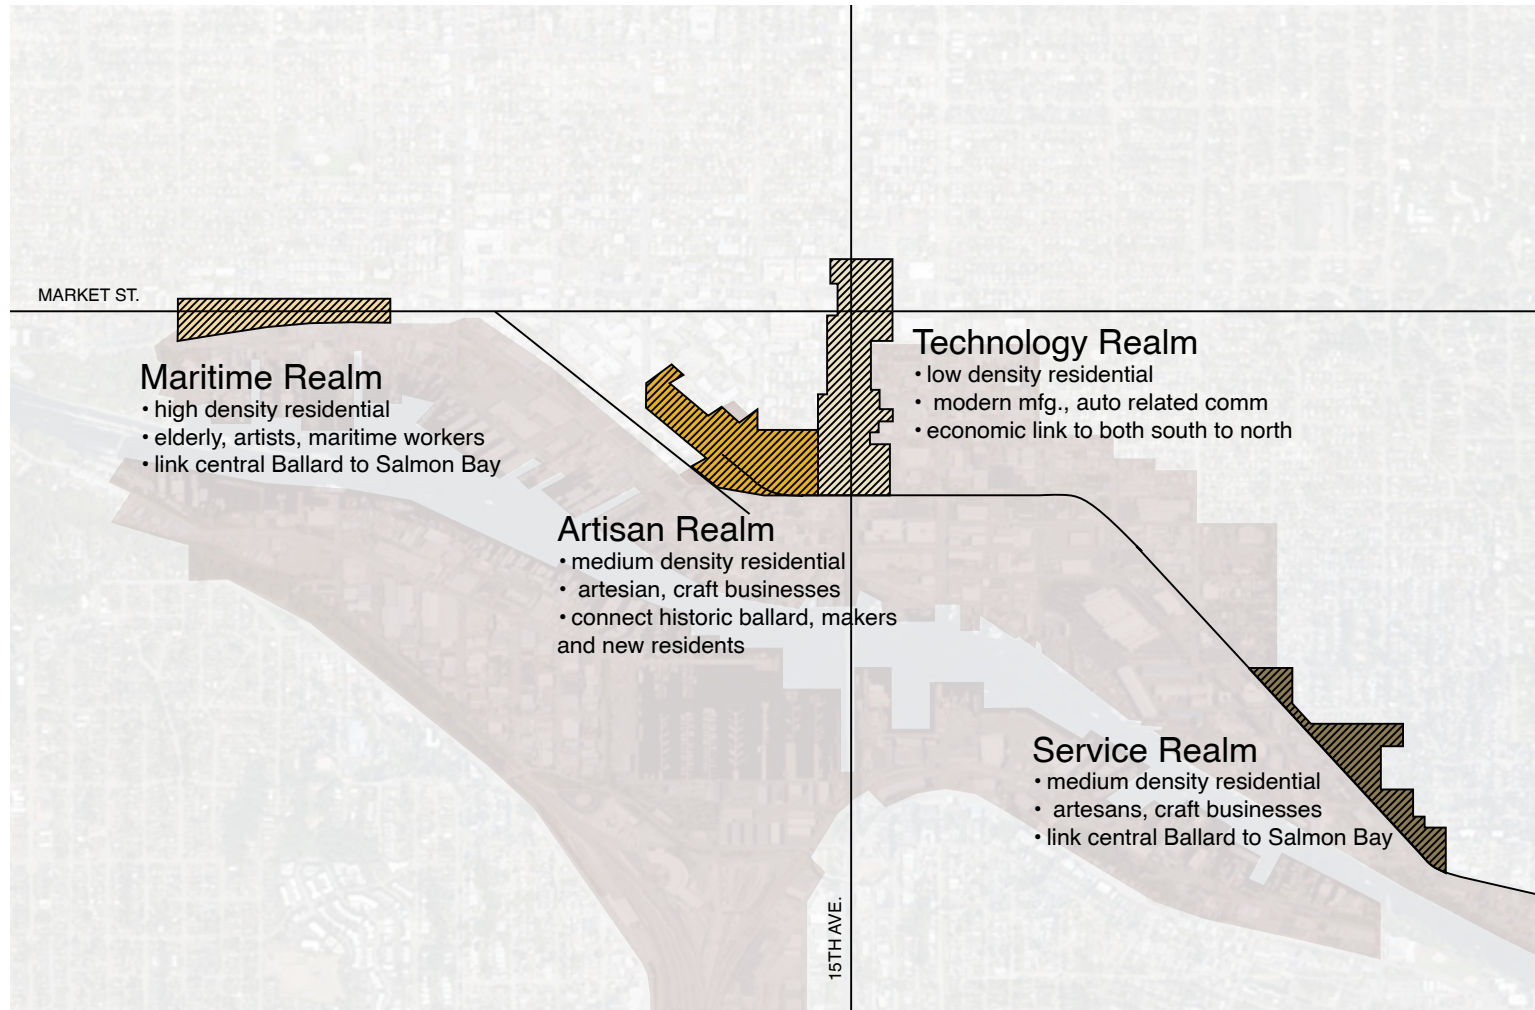 MARKET ST.
Maritime Realm
• high density residential
• elderly, artists, maritime workers
• link central Ballard to Salmon Bay
Technology Realm
• low density residential
• modern mfg., auto related comm
• economic link to both south to north
Artisan Realm
• medium density residential
• artesian, craft businesses
• connect historic ballard, makers
and new residents
Service Realm
• medium density residential
• artesans, craft businesses
• link central Ballard to Salmon Bay
15TH AVE.